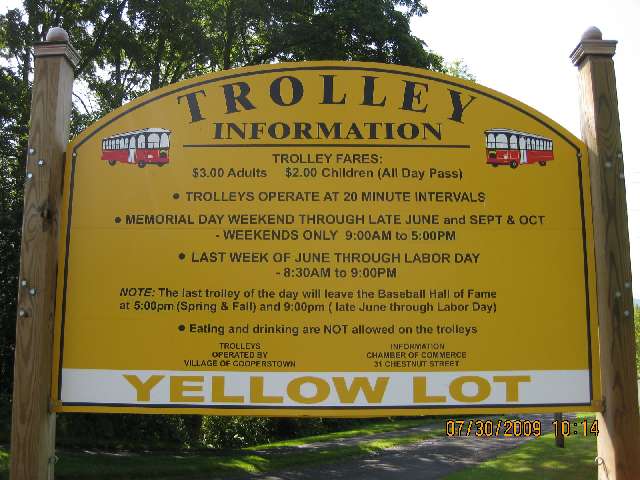 TROLLEY
INFORMATION
TROLLEY FARES:
$3.00 Adults $2.00 Children (All Day Pass)
• TROLLEYS OPERATE AT 20 MINUTE INTERVALS
• MEMORIAL DAY WEEKEND THROUGH LATE JUNE and SEPT & OCT
- WEEKENDS ONLY 9:00AM to 5:00PM
• LAST WEEK OF JUNE THROUGH LABOR DAY
- 8:30AM to 9:00PM
NOTE: The last trolley of the day will leave the Baseball Hall of Fame
at 5:00pm (Spring & Fall) and 9:00pm ( late June through Labor Day)
• Eating and drinking are NOT allowed on the trolleys
TROLLEYS
OPERATED BY
VILLAGE OF COOPERSTOWN
INFORMATION
CHAMBER OF COMMERCE
31 CHESTNUT STREET
YELLOW LOT
07/30/2009 10:14